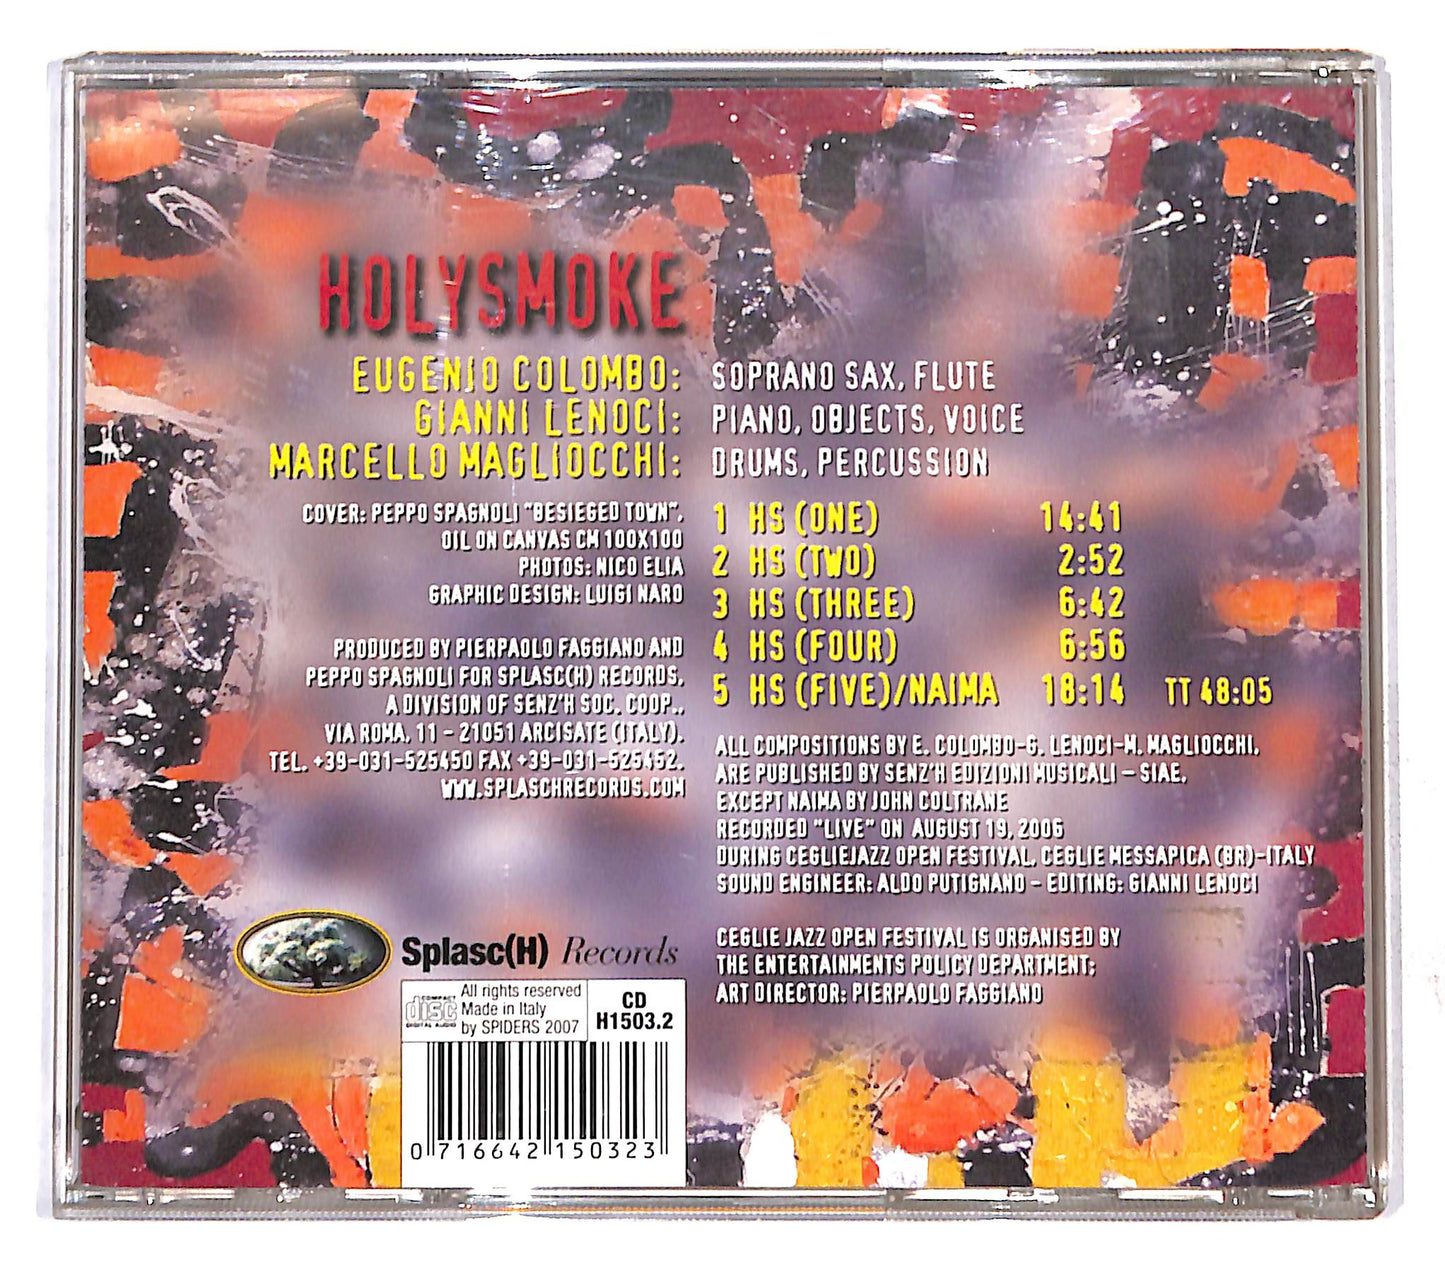 HOLYSMOKE
EUGENIO COLOMBO: SOPRANO SAX, FLUTE
GIANNI LENOCI: PIANO, OBJECTS, VOICE
MARCELLO MAGLIOCCHI: DRUMS, PERCUSSION
COVER: PEPPO SPAGNOLI "BESIEGED TOWN",
OIL ON CANVAS CM 100X100
PHOTOS: NICO ELIA
GRAPHIC DESIGN: LUIGI NARO
PRODUCED BY PIERPAOLO FAGGIANO AND
PEPPO SPAGNOLI FOR SPLASC(H) RECORDS,
A DIVISION OF SENZ'H SOC. COOP.,
VIA ROMA, 11 - 21051 ARCISATE (ITALY).
TEL. +39-031-525450 FAX +39-031-525452.
WWW.SPLASCHRECORDS.COM
1 HS (ONE) 14:41
2 HS (TWO) 2:52
3 HS (THREE) 6:42
4 HS (FOUR) 6:56
5 HS (FIVE)/NAIMA 18:14 TT 48:05
ALL COMPOSITIONS BY E. COLOMBO-G. LENOCI-M. MAGLIOCCHI,
ARE PUBLISHED BY SENZ'H EDIZIONI MUSICALI - SIAE,
EXCEPT NAIMA BY JOHN COLTRANE
RECORDED "LIVE" ON AUGUST 19, 2006
DURING CEGLIEJAZZ OPEN FESTIVAL, CEGLIE MESSAPICA (BR)-ITALY
SOUND ENGINEER: ALDO PUTIGNANO - EDITING: GIANNI LENOCI
CEGLIE JAZZ OPEN FESTIVAL IS ORGANISED BY
THE ENTERTAINMENTS POLICY DEPARTMENT;
ART DIRECTOR: PIERPAOLO FAGGIANO
Splasc(H) Records
COMPACT
disc
DIGITAL AUDIO
All rights reserved
Made in Italy
by SPIDERS 2007
CD
H1503.2
0 716642 150323